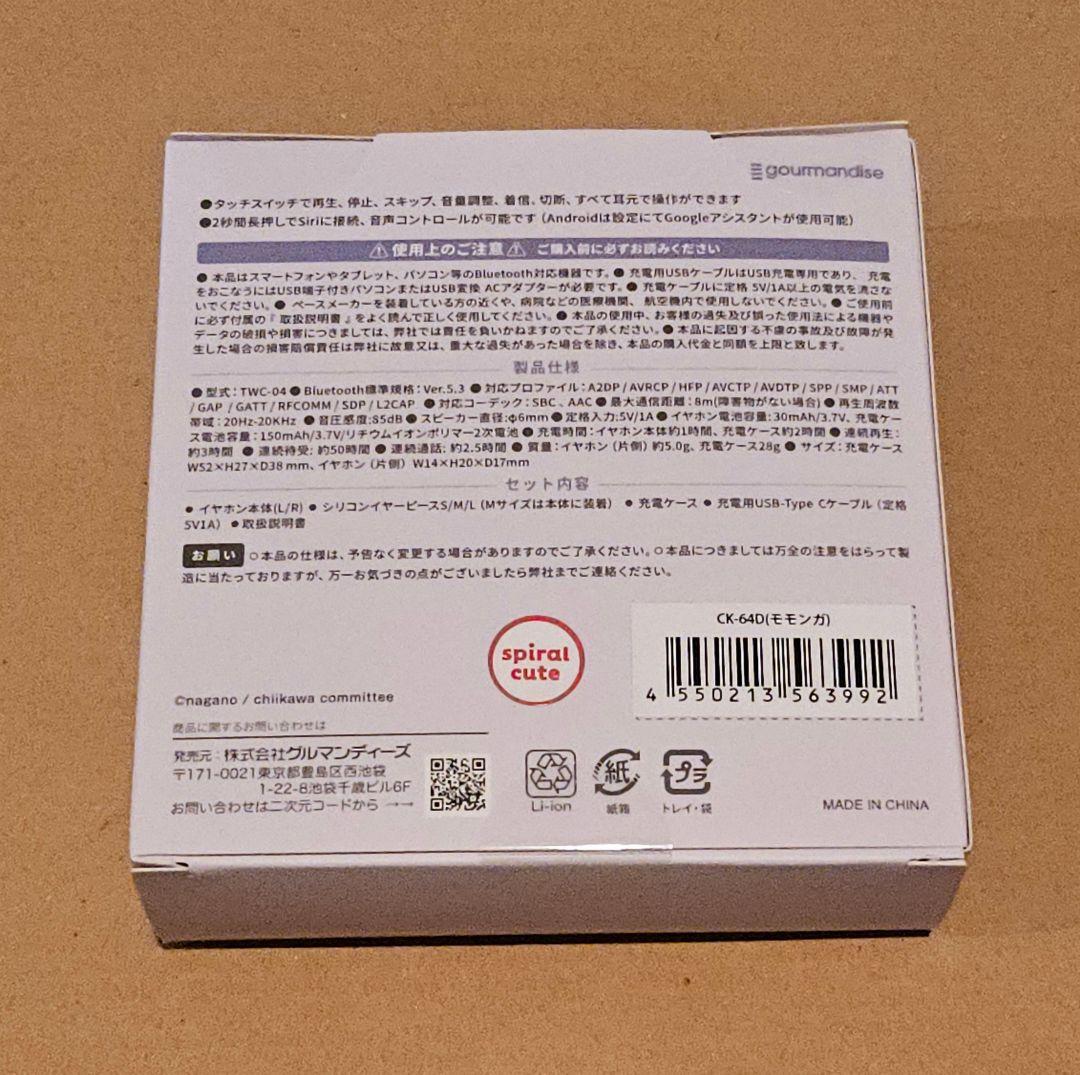 gourmandise
●タッチスイッチで再生、停止、スキップ、音量調整、着信、切断、すべて耳元で操作ができます
●2秒間長押しでSiriに接続、音声コントロールが可能です（Androidは設定にてGoogleアシスタントが使用可能）
⚠使用上のご注意⚠ ご購入前に必ずお読みください
● 本品はスマートフォンやタブレット、パソコン等のBluetooth対応機器です。● 充電用USBケーブルはUSB充電専用であり、充電
をおこなうにはUSB端子付きパソコンまたはUSB変換 ACアダプターが必要です。● 充電ケーブルに定格 5V/1A以上の電気を流さな
いでください。● ペースメーカーを装着している方の近くや、病院などの医療機関、航空機内で使用しないでください。● ご使用前
に必ず付属の『 取扱説明書 』をよく読んで正しく使用してください。● 本品の使用中、お客様の過失及び誤った使用法による機器や
データの破損や損害につきましては、弊社では責任を負いかねますのでご了承ください。● 本品に起因する不慮の事故及び故障が発
生した場合の損害賠償責任は弊社に故意又は、重大な過失があった場合を除き、本品の購入代金と同額を上限と致します。
製品仕様
● 型式：TWC-04 ● Bluetooth標準規格：Ver.5.3 ● 対応プロファイル：A2DP / AVRCP / HFP / AVCTP / AVDTP / SPP / SMP / ATT
/ GAP / GATT / RFCOMM / SDP / L2CAP ● 対応コーデック：SBC、AAC ● 最大通信距離：8m(障害物がない場合) ● 再生周波数
帯域：20Hz-20KHz ● 音圧感度:85dB ● スピーカー直径:φ6mm ● 定格入力:5V/1A ● イヤホン電池容量：30mAh/3.7V、充電ケー
ス電池容量：150mAh/3.7V/リチウムイオンポリマー2次電池 ● 充電時間：イヤホン本体約1時間、充電ケース約2時間 ● 連続再生：
約3時間 ● 連続待受: 約50時間 ● 連続通話: 約2.5時間 ● 質量：イヤホン（片側）約5.0g、充電ケース28g ● サイズ：充電ケース
W52×H27×D38 mm、イヤホン（片側）W14×H20×D17mm
セット内容
● イヤホン本体(L/R) ● シリコンイヤーピースS/M/L（Mサイズは本体に装着） ● 充電ケース ● 充電用USB-Type Cケーブル（定格
5V1A）● 取扱説明書
お願い ○本品の仕様は、予告なく変更する場合がありますのでご了承ください。○本品につきましては万全の注意をはらって製
造に当たっておりますが、万一お気づきの点がございましたら弊社までご連絡ください。
spiral
cute
CK-64D(モモンガ)
4 550213 563992
©nagano / chiikawa committee
商品に関するお問い合わせは
発売元：株式会社グルマンディーズ
〒171-0021東京都豊島区西池袋
1-22-8池袋千歳ビル6F
お問い合わせは二次元コードから →→
Li-ion
紙
紙箱
プラ
トレイ・袋
MADE IN CHINA